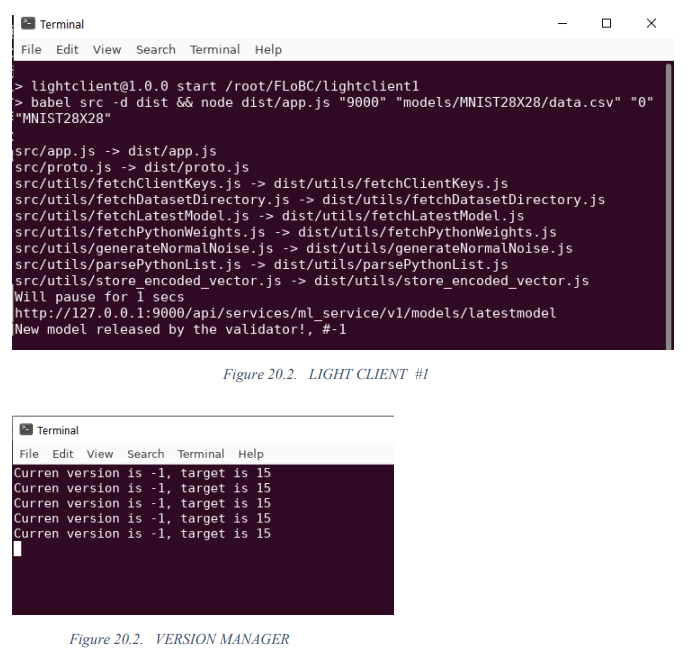 Terminal
File Edit View Search Terminal Help
> lightclient@1.0.0 start /root/FLoBC/lightclient1
> babel src -d dist && node dist/app.js "9000" "models/MNIST28X28/data.csv" "0"
"MNIST28X28"
src/app.js -> dist/app.js
src/proto.js -> dist/proto.js
src/utils/fetchClientKeys.js -> dist/utils/fetchClientKeys.js
src/utils/fetchDatasetDirectory.js -> dist/utils/fetchDatasetDirectory.js
src/utils/fetchLatestModel.js -> dist/utils/fetchLatestModel.js
src/utils/fetchPythonWeights.js -> dist/utils/fetchPythonWeights.js
src/utils/generateNormalNoise.js -> dist/utils/generateNormalNoise.js
src/utils/parsePythonList.js -> dist/utils/parsePythonList.js
src/utils/store_encoded_vector.js -> dist/utils/store_encoded_vector.js
Will pause for 1 secs
http://127.0.0.1:9000/api/services/ml_service/v1/models/latestmodel
New model released by the validator!, #-1
Figure 20.2. LIGHT CLIENT #1
Terminal
File Edit View Search Terminal Help
Curren version is -1, target is 15
Curren version is -1, target is 15
Curren version is -1, target is 15
Curren version is -1, target is 15
Curren version is -1, target is 15
Figure 20.2. VERSION MANAGER